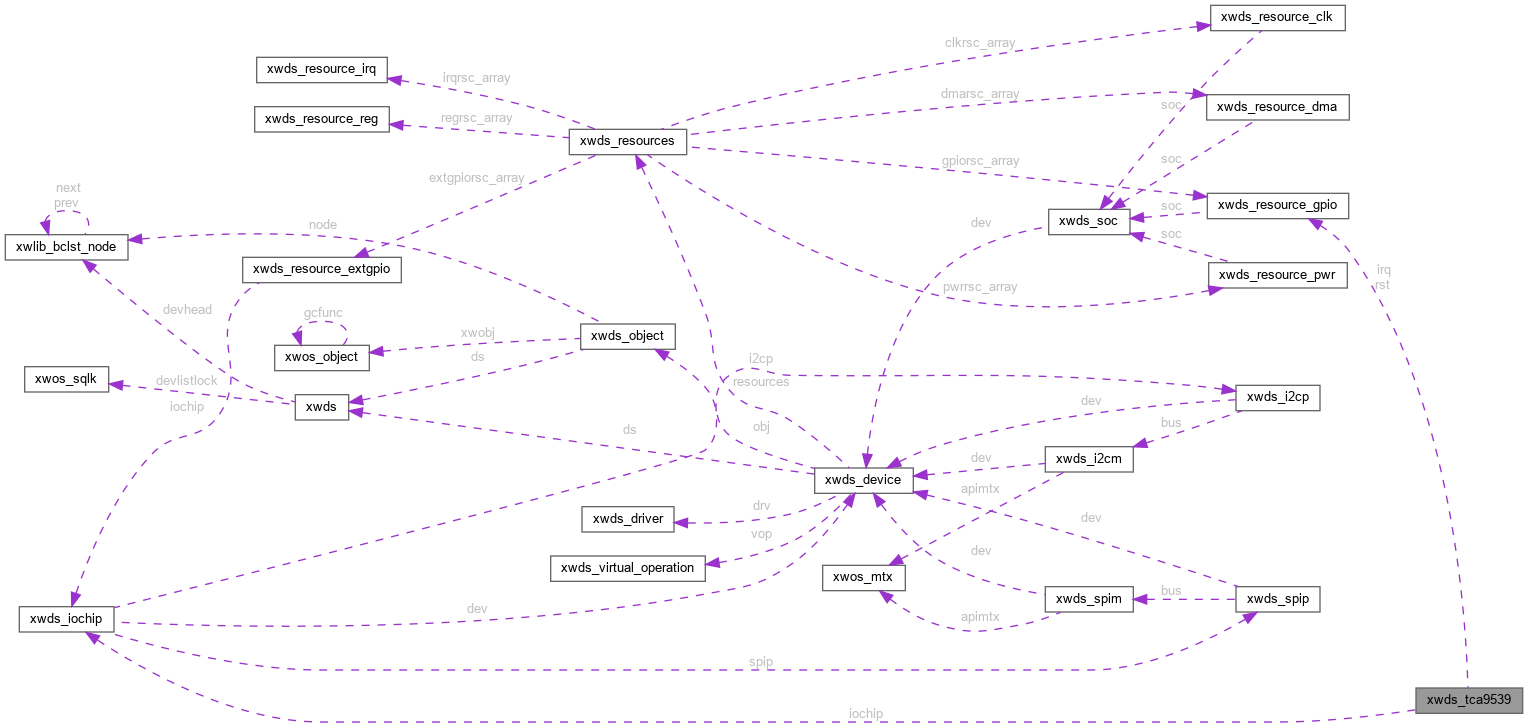 xwds_resource_clk
clkrsc_array
xwds_resource_irq
irqrsc_array
dmarsc_array
soc
xwds_resource_dma
xwds_resource_reg
regrsc_array
xwds_resources
gpiorsc_array
soc
extgpiorsc_array
next
prev
node
dev
xwds_soc
soc
xwds_resource_gpio
soc
xwlib_bclst_node
xwds_resource_extgpio
pwrrsc_array
xwds_resource_pwr
irq
rst
devhead
gcfunc
xwos_object
xwobj
xwds_object
ds
i2cp
resources
xwos_sqlk
devlistlock
iochip
xwds
dev
xwds_i2cp
bus
ds
obj
dev
xwds_i2cm
xwds_device
apimtx
drv
xwds_driver
vop
dev
xwds_virtual_operation
dev
xwos_mtx
xwds_spim
bus
xwds_spip
xwds_iochip
dev
apimtx
spip
xwds_tca9539
iochip